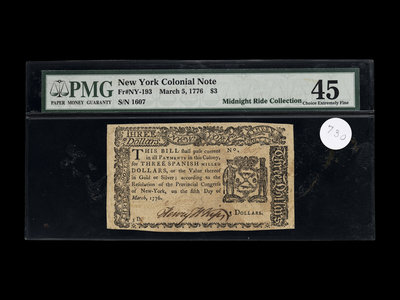 PMG
PAPER MONEY GUARANTY
New York Colonial Note
Fr#NY-193 March 5, 1776 $3
S/N 1607
Midnight Ride Collection
45
Choice Extremely Fine
730
THREE
Dollars.
No.
THIS BILL shall pass current
in all PAYMENTS in this Colony,
for THREE SPANISH MILLED
DOLLARS, or the Value thereof
in Gold or Silver; according to the
Resolution of the Provincial Congress
of New-York, on the fifth Day of
March, 1776.
DOLLARS.
Three Dollars